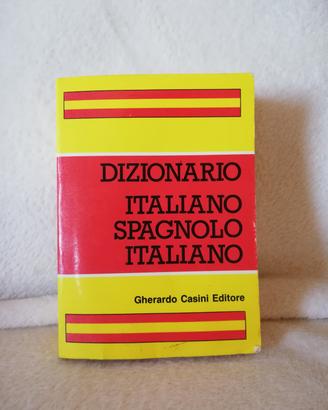 DIZIONARIO
ITALIANO
SPAGNOLO
ITALIANO
Gherardo Casini Editore